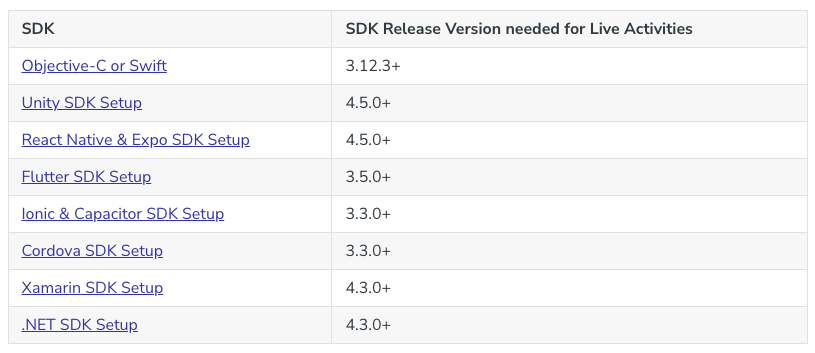 SDK SDK Release Version needed for Live Activities
Objective-C or Swift 3.12.3+
Unity SDK Setup 4.5.0+
React Native & Expo SDK Setup 4.5.0+
Flutter SDK Setup 3.5.0+
Ionic & Capacitor SDK Setup 3.3.0+
Cordova SDK Setup 3.3.0+
Xamarin SDK Setup 4.3.0+
.NET SDK Setup 4.3.0+